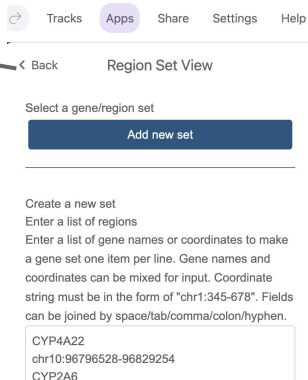 Tracks Apps Share Settings Help
Back Region Set View
Select a gene/region set
Add new set
Create a new set
Enter a list of regions
Enter a list of gene names or coordinates to make
a gene set one item per line. Gene names and
coordinates can be mixed for input. Coordinate
string must be in the form of "chr1:345-678". Fields
can be joined by space/tab/comma/colon/hyphen.
CYP4A22
chr10:96796528-96829254
CYP2A6